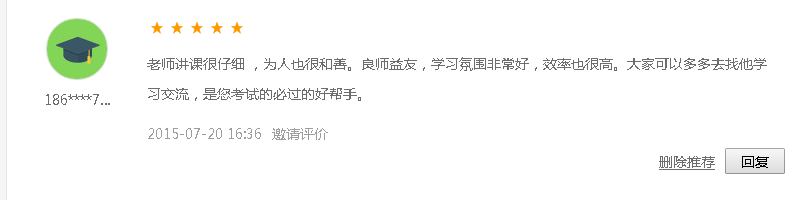 老师讲课很仔细 ，为人也很和善。良师益友，学习氛围非常好，效率也很高。大家可以多多去找他学
习交流，是您考试的必过的好帮手。
186****7...
2015-07-20 16:36 邀请评价
删除推荐 回复